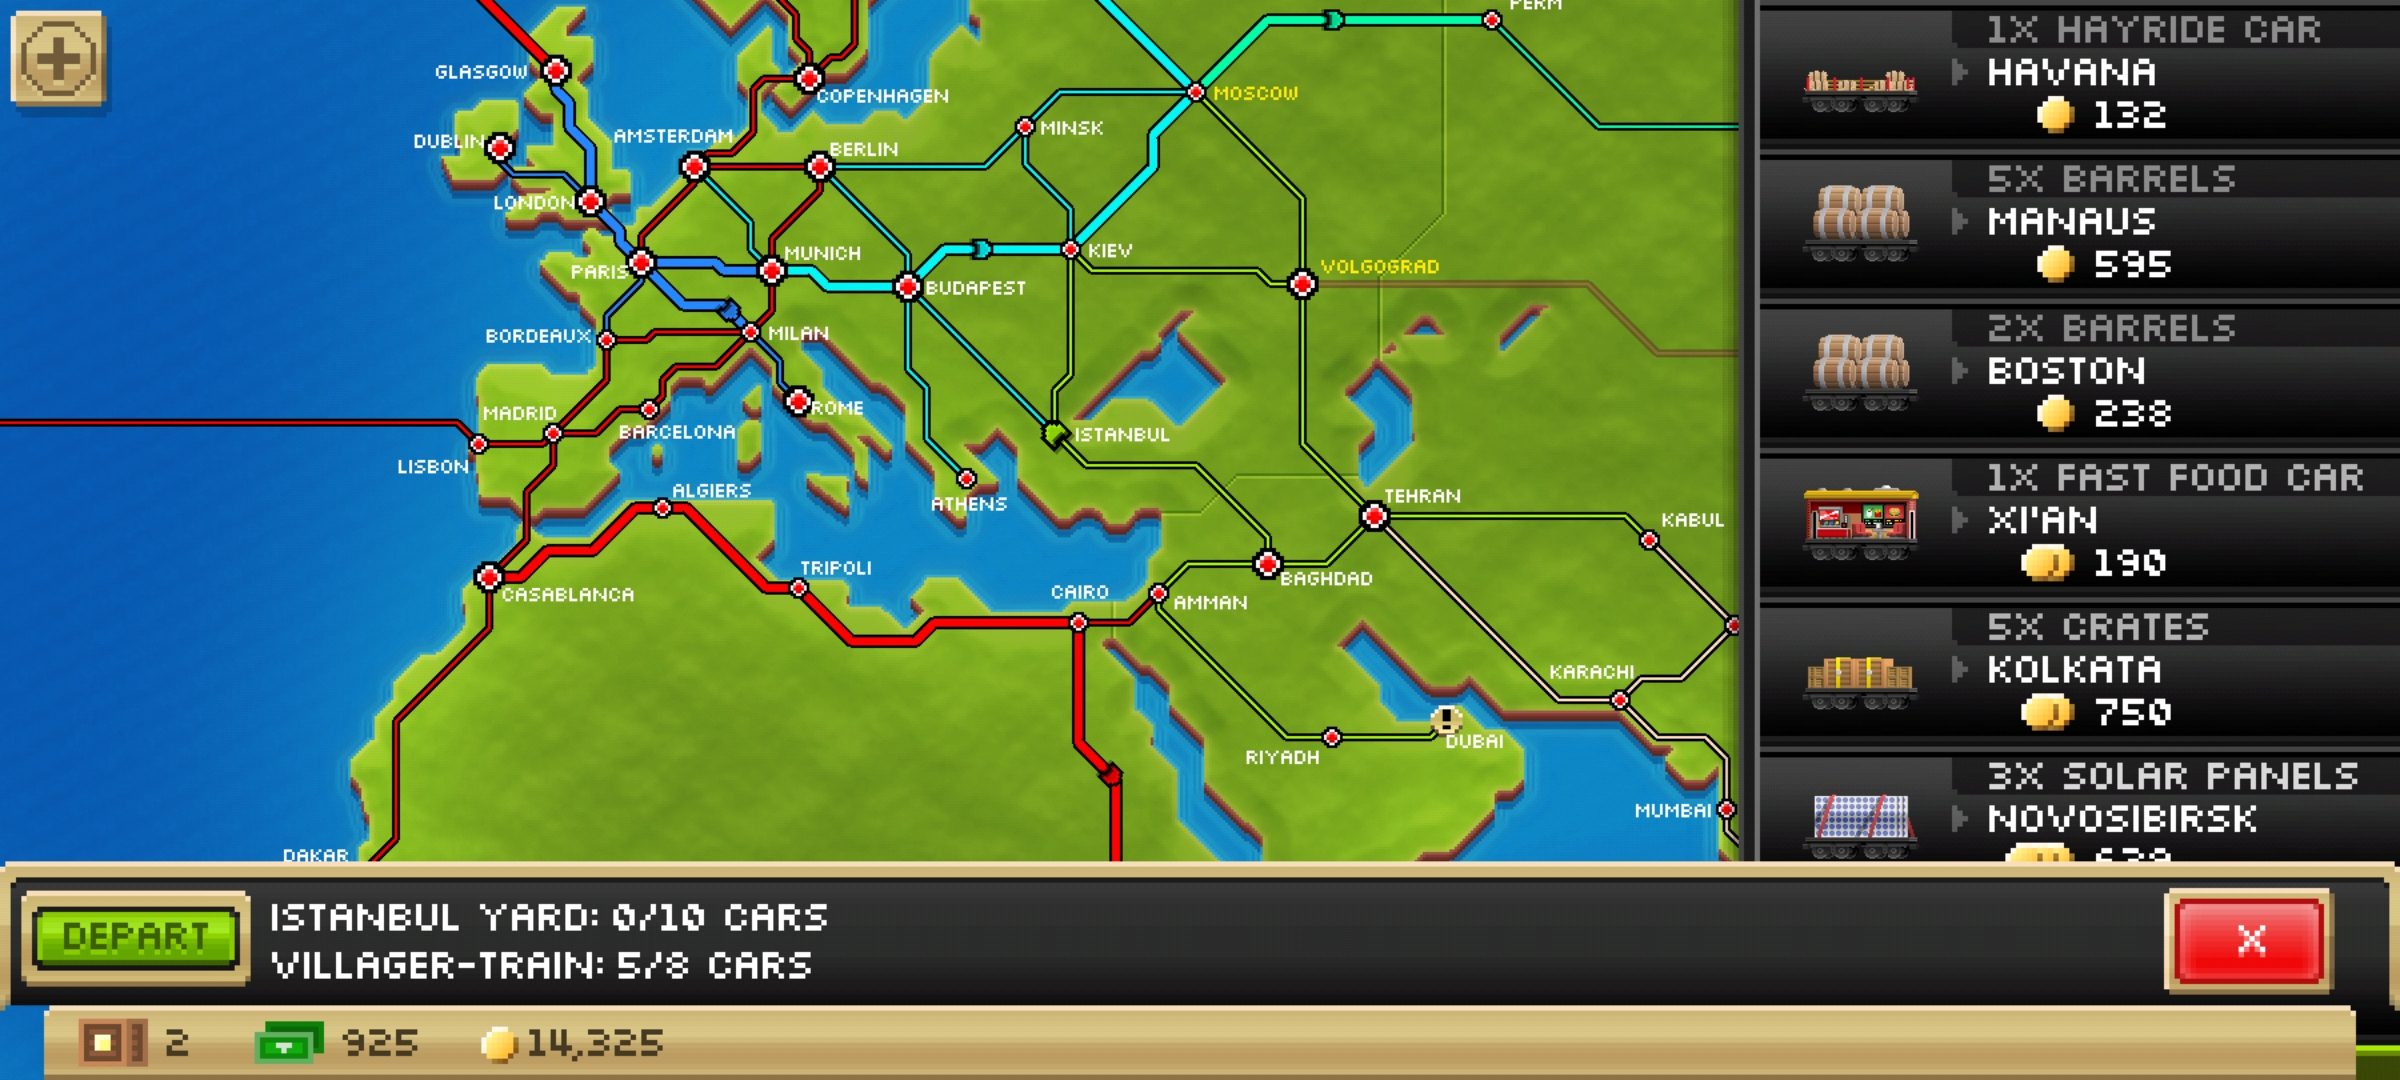 PERM
GLASGOW
COPENHAGEN
MOSCOW
DUBLIN
AMSTERDAM
MINSK
BERLIN
LONDON
MUNICH
KIEV
PARIS
BUDAPEST
VOLGOGRAD
BORDEAUX
MILAN
ROME
MADRID
BARCELONA
ISTANBUL
LISBON
ALGIERS
ATHENS
TEHRAN
KABUL
TRIPOLI
CASABLANCA
CAIRO
BAGHDAD
AMMAN
KARACHI
DUBAI
RIYADH
MUMBAI
DAKAR
1X HAYRIDE CAR
HAVANA
132
5X BARRELS
MANAUS
595
2X BARRELS
BOSTON
238
1X FAST FOOD CAR
XI'AN
190
5X CRATES
KOLKATA
750
3X SOLAR PANELS
NOVOSIBIRSK
DEPART
ISTANBUL YARD: 0/10 CARS
VILLAGER-TRAIN: 5/8 CARS
X
2
925
14,325